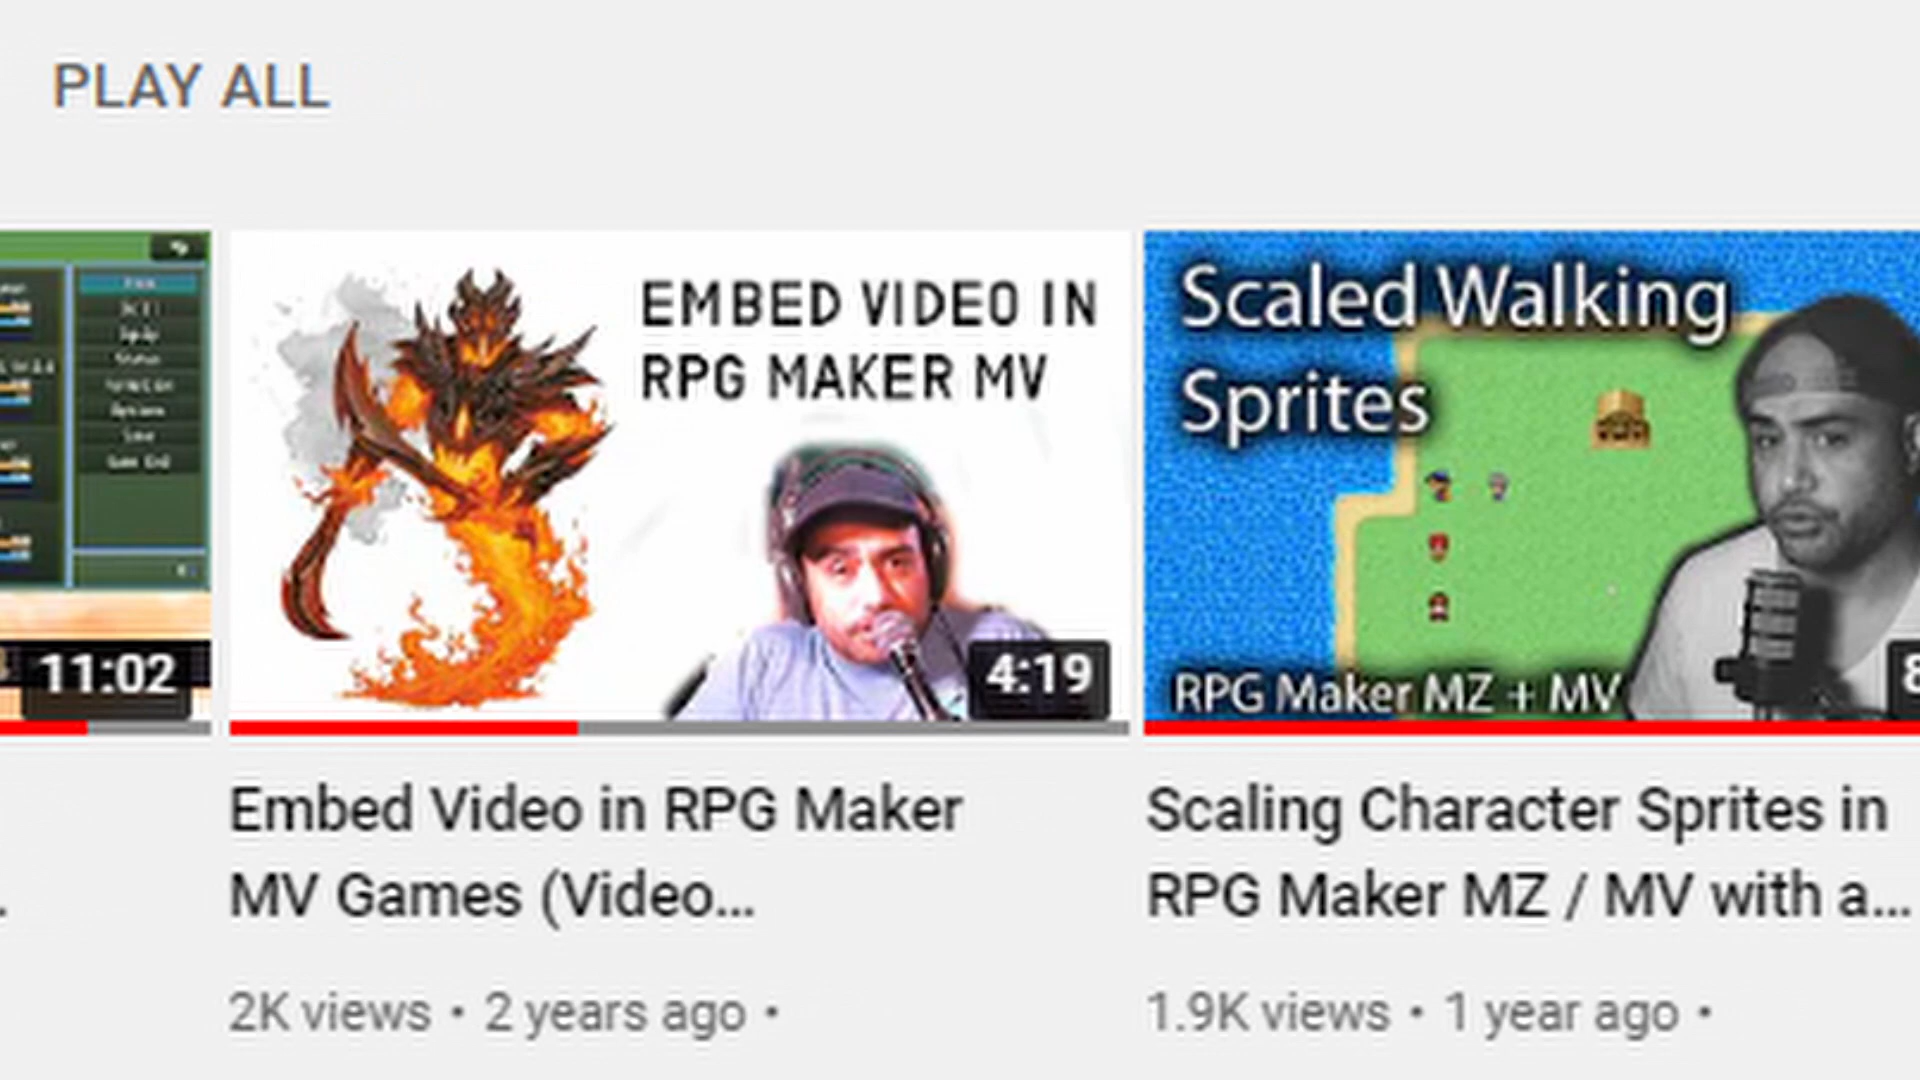 PLAY ALL
11:02
EMBED VIDEO IN
RPG MAKER MV
4:19
Scaled Walking
Sprites
RPG Maker MZ + MV
8
Embed Video in RPG Maker
MV Games (Video...
2K views • 2 years ago •
Scaling Character Sprites in
RPG Maker MZ / MV with a...
1.9K views • 1 year ago •